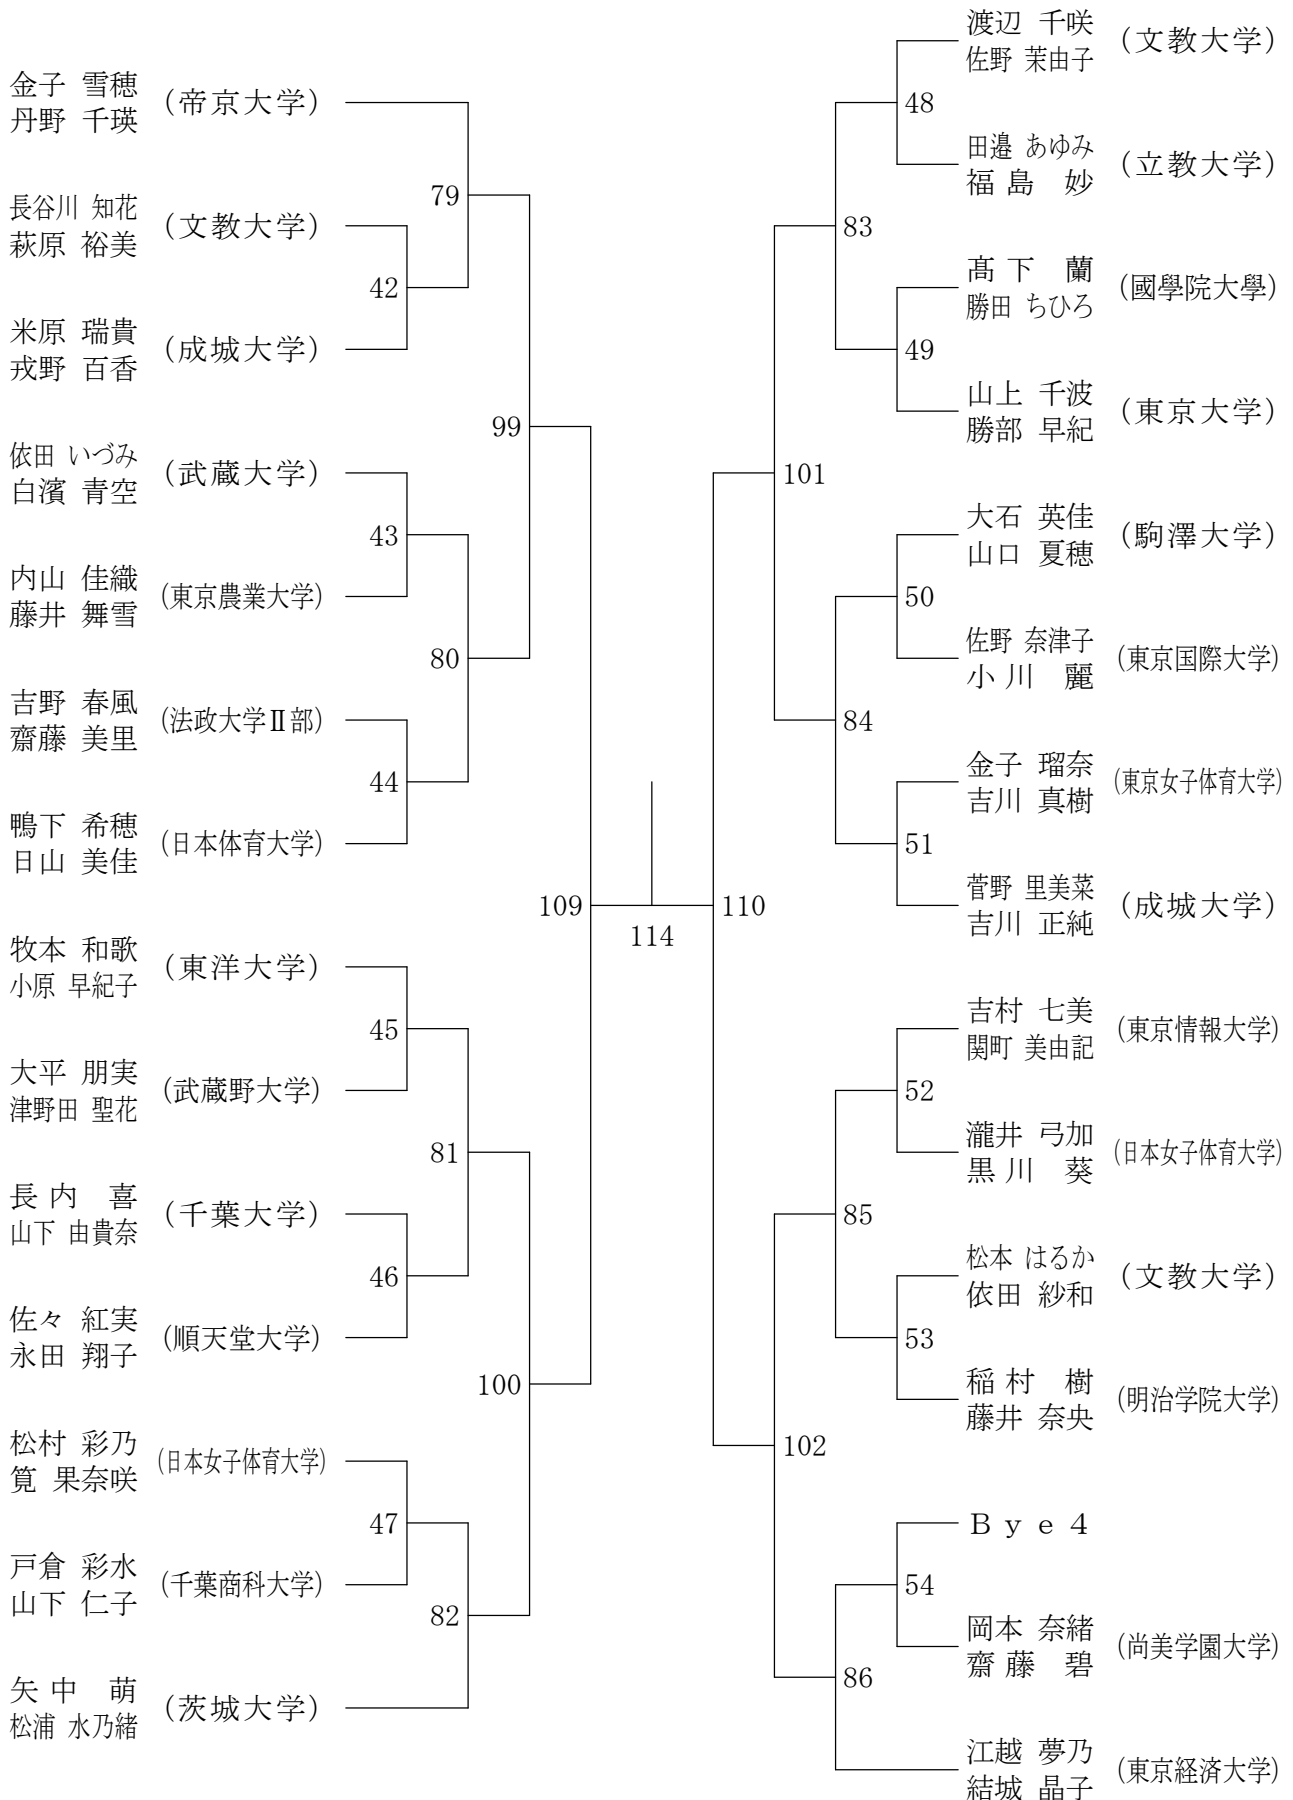 金子 雪穂
丹野 千瑛
(帝京大学)
79
長谷川 知花
萩原 裕美
(文教大学)
42
米原 瑞貴
戎野 百香
(成城大学)
99
依田 いづみ
白濱 青空
(武蔵大学)
43
内山 佳織
藤井 舞雪
(東京農業大学)
80
吉野 春風
齋藤 美里
(法政大学Ⅱ部)
44
鴨下 希穂
日山 美佳
(日本体育大学)
109
牧本 和歌
小原 早紀子
(東洋大学)
45
大平 朋実
津野田 聖花
(武蔵野大学)
81
長内 喜
山下 由貴奈
(千葉大学)
46
佐々 紅実
永田 翔子
(順天堂大学)
100
松村 彩乃
筧 果奈咲
(日本女子体育大学)
47
戸倉 彩水
山下 仁子
(千葉商科大学)
82
矢中 萌
松浦 水乃緒
(茨城大学)
114
渡辺 千咲
佐野 茉由子
(文教大学)
48
田邉 あゆみ
福島 妙
(立教大学)
83
髙下 蘭
勝田 ちひろ
(國學院大學)
49
山上 千波
勝部 早紀
(東京大学)
101
大石 英佳
山口 夏穂
(駒澤大学)
50
佐野 奈津子
小川 麗
(東京国際大学)
84
金子 瑠奈
吉川 真樹
(東京女子体育大学)
51
菅野 里美菜
吉川 正純
(成城大学)
110
吉村 七美
関町 美由記
(東京情報大学)
52
瀧井 弓加
黒川 葵
(日本女子体育大学)
85
松本 はるか
依田 紗和
(文教大学)
53
稲村 樹
藤井 奈央
(明治学院大学)
102
Bye4
54
岡本 奈緒
齋藤 碧
(尚美学園大学)
86
江越 夢乃
結城 晶子
(東京経済大学)